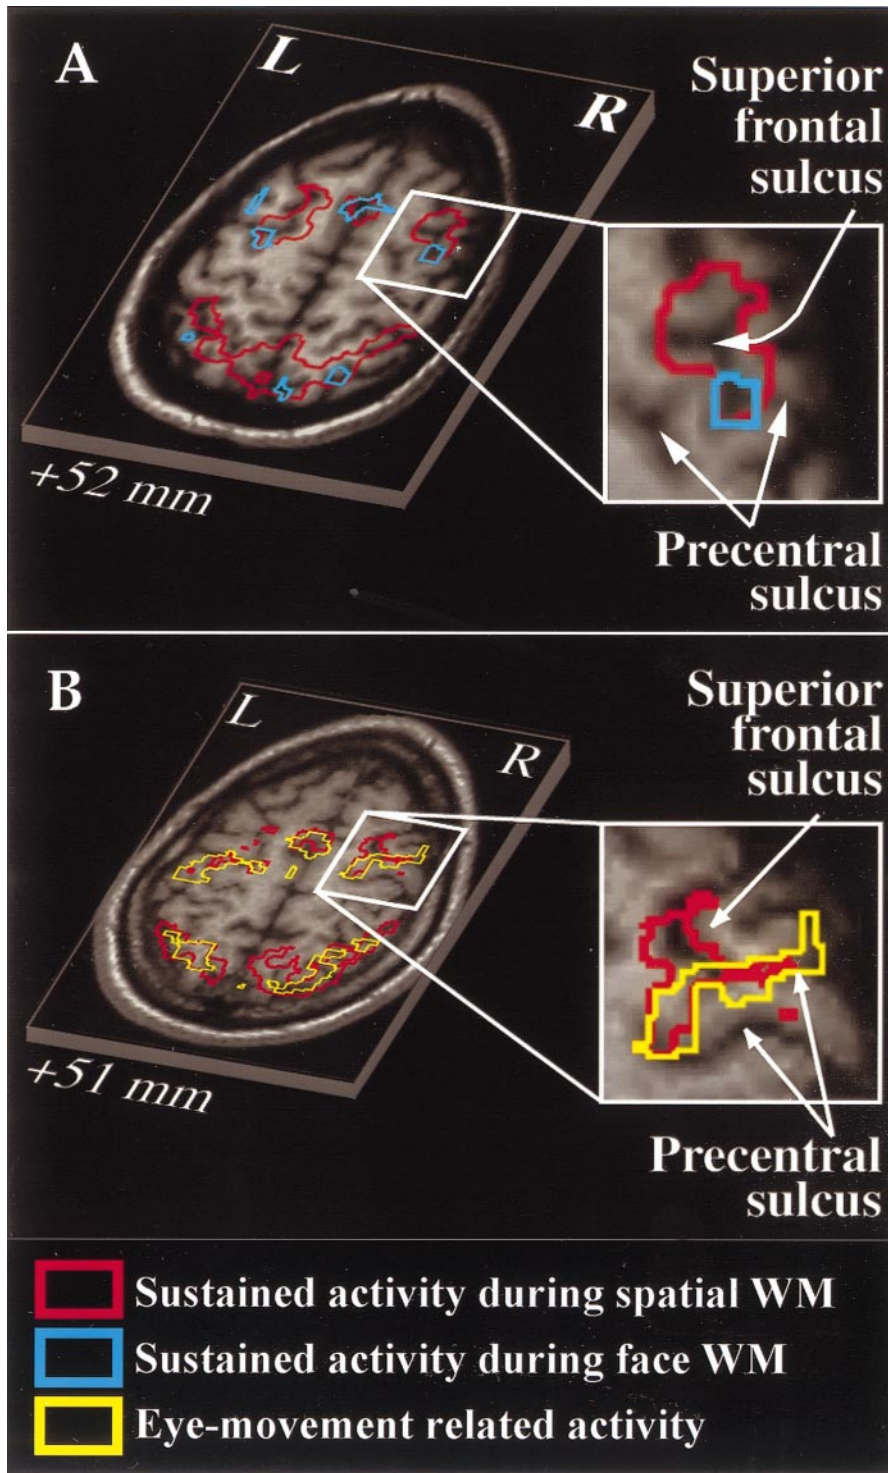 A
L
R
Superior
frontal
sulcus
+52 mm
Precentral
sulcus
B
L
R
Superior
frontal
sulcus
+51 mm
Precentral
sulcus
Sustained activity during spatial WM
Sustained activity during face WM
Eye-movement related activity